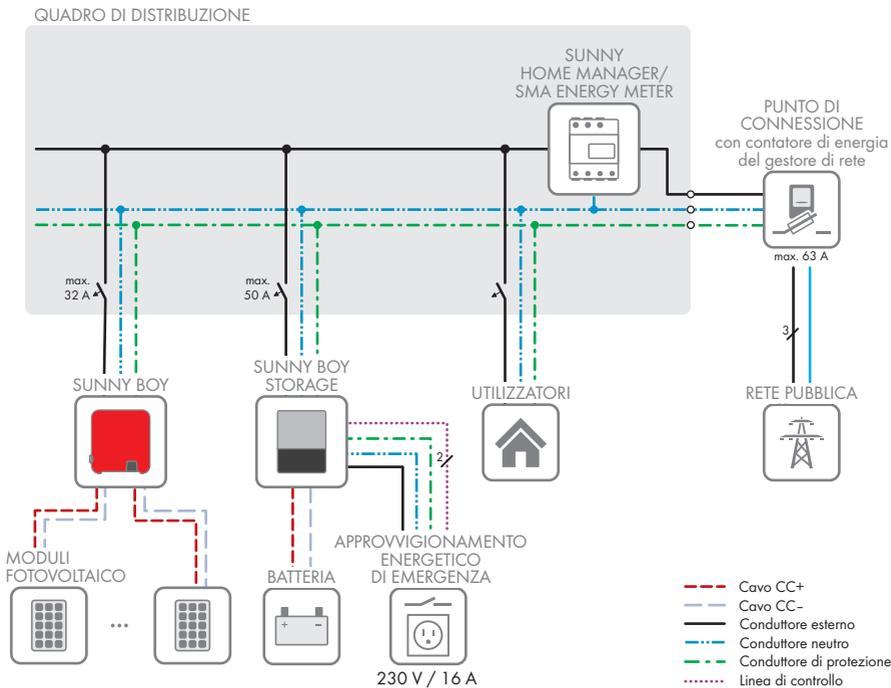 QUADRO DI DISTRIBUZIONE
SUNNY
HOME MANAGER/
SMA ENERGY METER
PUNTO DI
CONNESSIONE
con contatore di energia
del gestore di rete
max. 63 A
max.
32 A
max.
50 A
3
SUNNY BOY
SUNNY BOY
STORAGE
UTILIZZATORI
RETE PUBBLICA
2
MODULI
FOTOVOLTAICO
...
BATTERIA
+ −
APPROVVIGIONAMENTO
ENERGETICO
DI EMERGENZA
230 V / 16 A
Cavo CC+
Cavo CC−
Conduttore esterno
Conduttore neutro
Conduttore di protezione
Linea di controllo